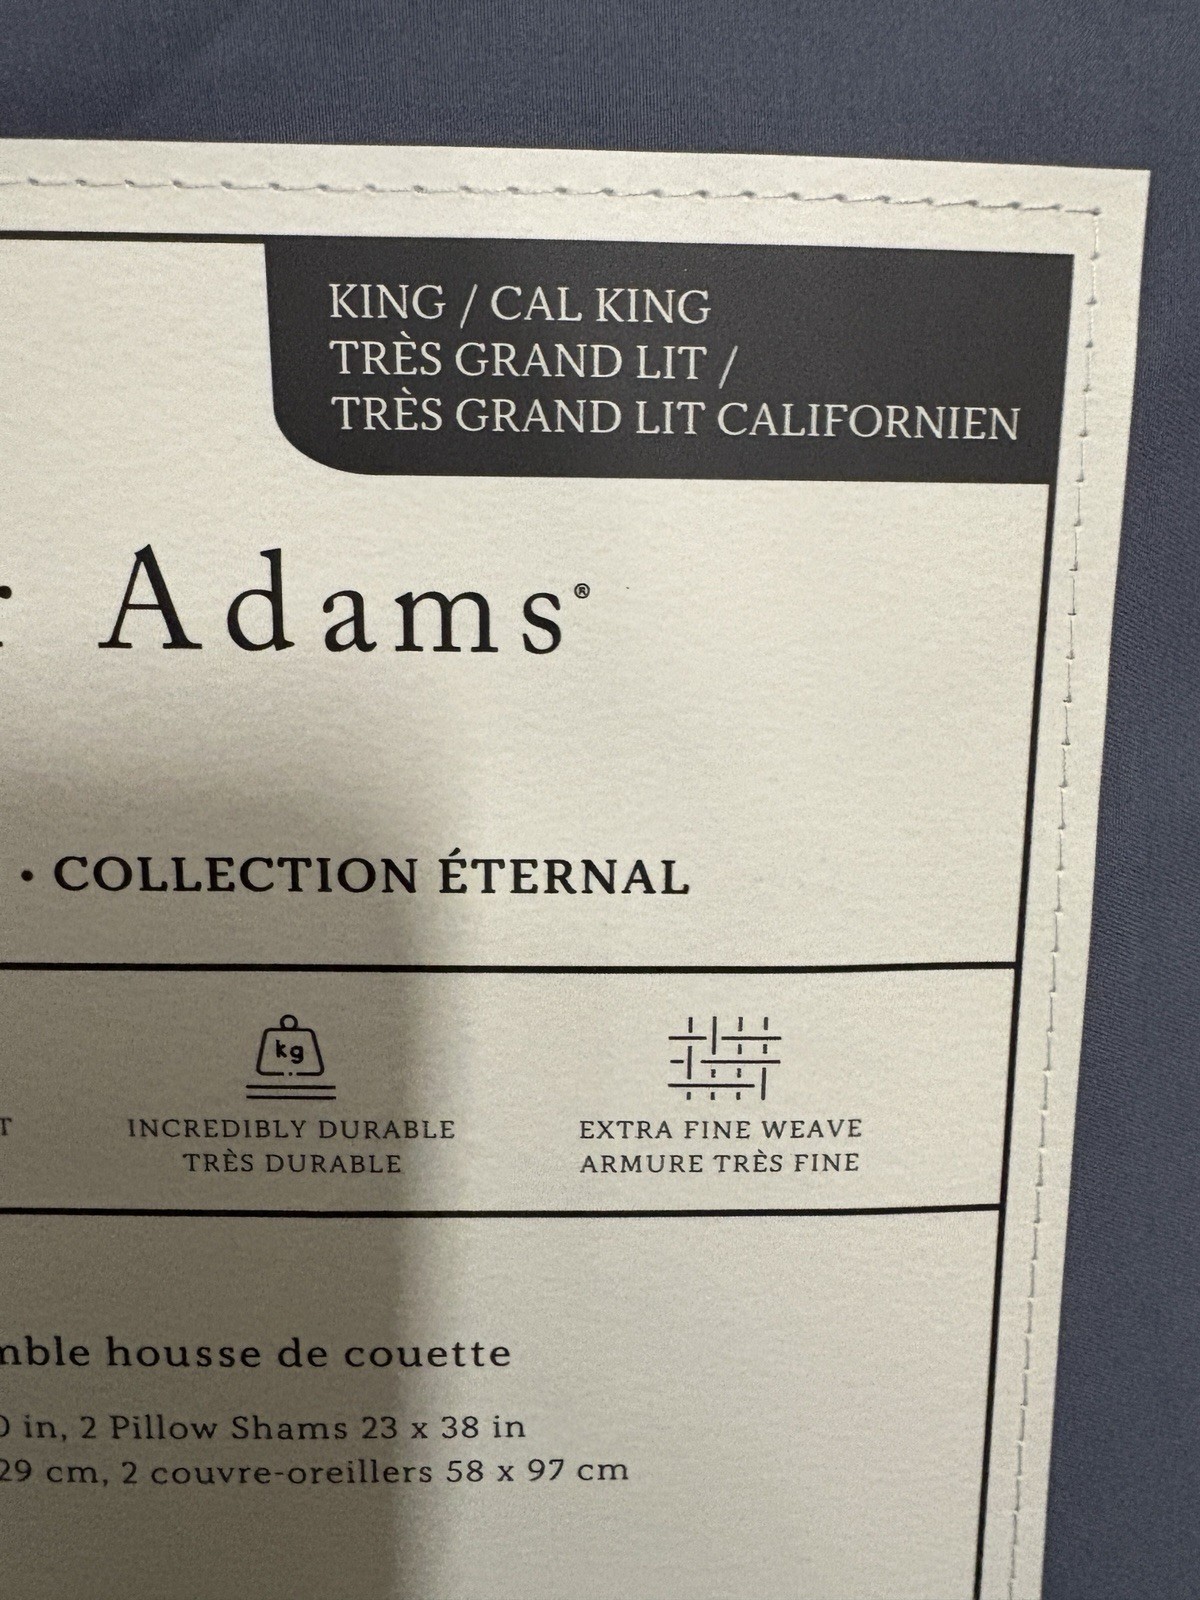 KING / CAL KING
TRÈS GRAND LIT /
TRÈS GRAND LIT CALIFORNIEN
Adams®
• COLLECTION ÉTERNAL
kg
INCREDIBLY DURABLE
TRÈS DURABLE
EXTRA FINE WEAVE
ARMURE TRÈS FINE
housse de couette
in, 2 Pillow Shams 23 x 38 in
29 cm, 2 couvre-oreillers 58 x 97 cm